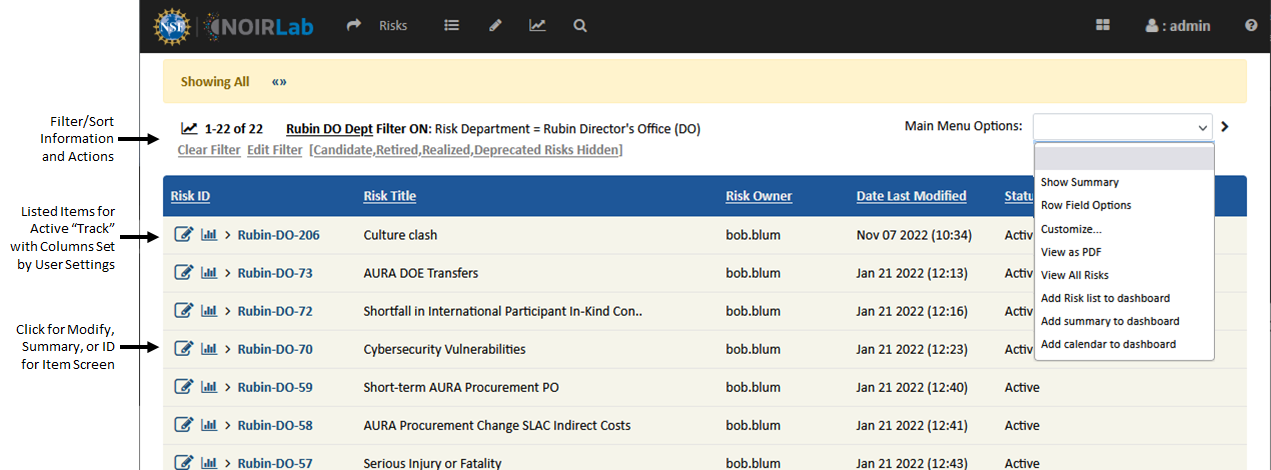 NSF NOIRLab Risks : admin
Showing All «»
Filter/Sort
Information
and Actions
1-22 of 22 Rubin DO Dept Filter ON: Risk Department = Rubin Director's Office (DO)
Clear Filter Edit Filter [Candidate,Retired,Realized,Deprecated Risks Hidden]
Main Menu Options:
Show Summary
Row Field Options
Customize...
View as PDF
View All Risks
Add Risk list to dashboard
Add summary to dashboard
Add calendar to dashboard
Listed Items for
Active “Track”
with Columns Set
by User Settings
Click for Modify,
Summary, or ID
for Item Screen
Risk ID Risk Title Risk Owner Date Last Modified Statu
> Rubin-DO-206 Culture clash bob.blum Nov 07 2022 (10:34) Active
> Rubin-DO-73 AURA DOE Transfers bob.blum Jan 21 2022 (12:13) Active
> Rubin-DO-72 Shortfall in International Participant In-Kind Con.. bob.blum Jan 21 2022 (12:16) Active
> Rubin-DO-70 Cybersecurity Vulnerabilities bob.blum Jan 21 2022 (12:23) Active
> Rubin-DO-59 Short-term AURA Procurement PO bob.blum Jan 21 2022 (12:40) Active
> Rubin-DO-58 AURA Procurement Change SLAC Indirect Costs bob.blum Jan 21 2022 (12:41) Active
> Rubin-DO-57 Serious Injury or Fatality bob.blum Jan 21 2022 (12:43) Active